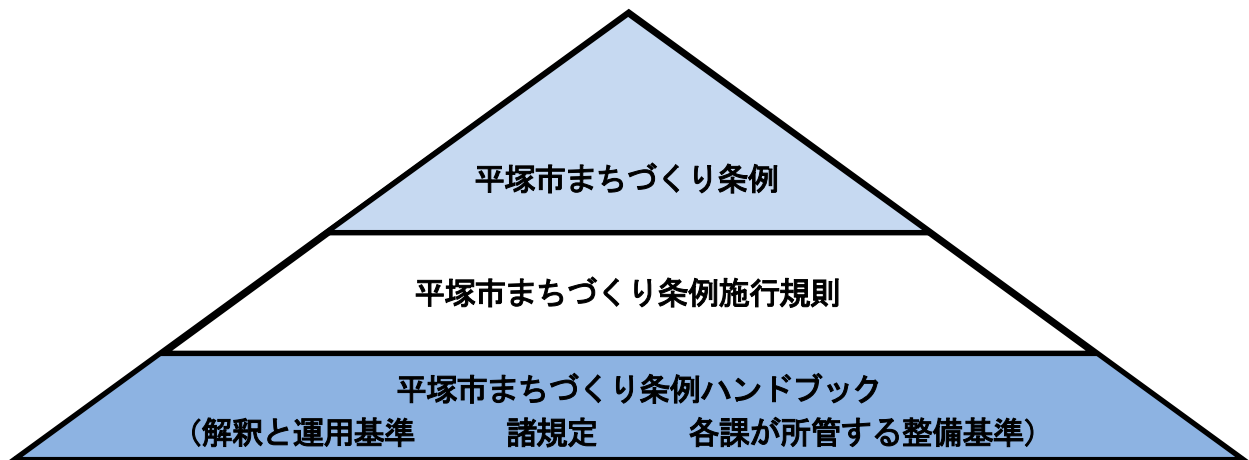 平塚市まちづくり条例
平塚市まちづくり条例施行規則
平塚市まちづくり条例ハンドブック
（解釈と運用基準　　　諸規定　　　各課が所管する整備基準）